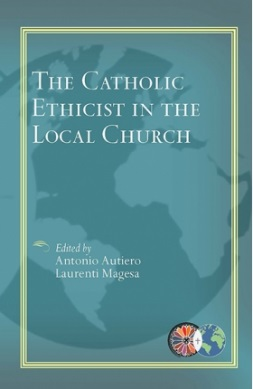 The Catholic
Ethicist in the
Local Church
Edited by
Antonio Autiero
Laurenti Magesa